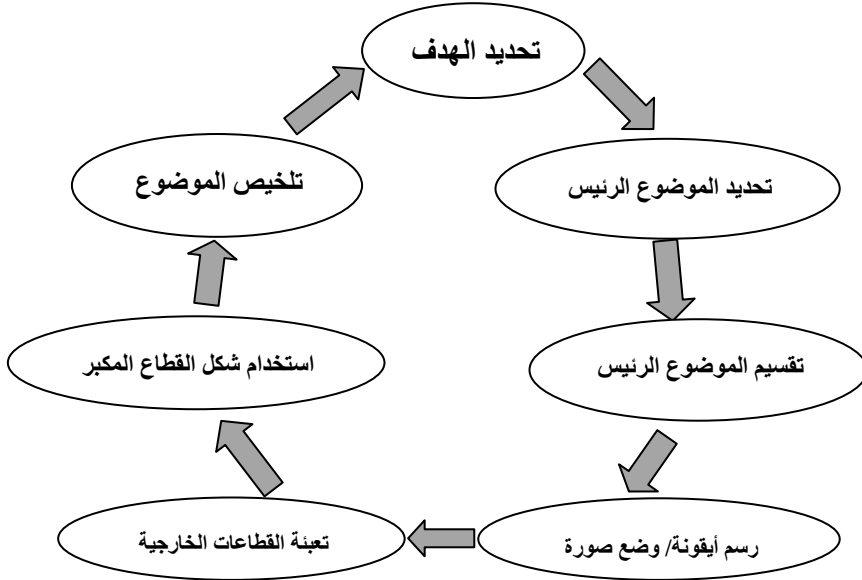 تحديد الهدف
تحديد الموضوع الرئيس
تقسيم الموضوع الرئيس
رسم أيقونة/ وضع صورة
تعبئة القطاعات الخارجية
استخدام شكل القطاع المكبر
تلخيص الموضوع